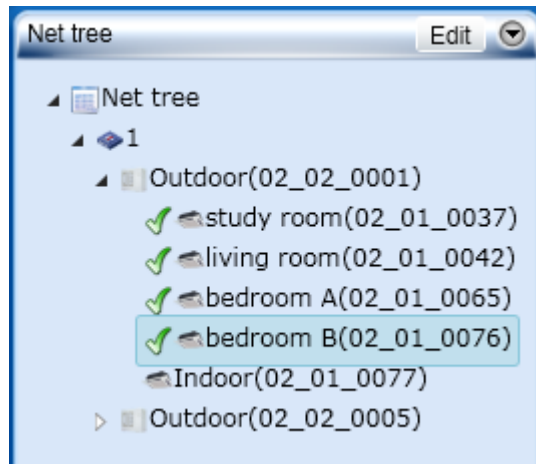 Net tree Edit
Net tree
1
Outdoor(02_02_0001)
study room(02_01_0037)
living room(02_01_0042)
bedroom A(02_01_0065)
bedroom B(02_01_0076)
Indoor(02_01_0077)
Outdoor(02_02_0005)